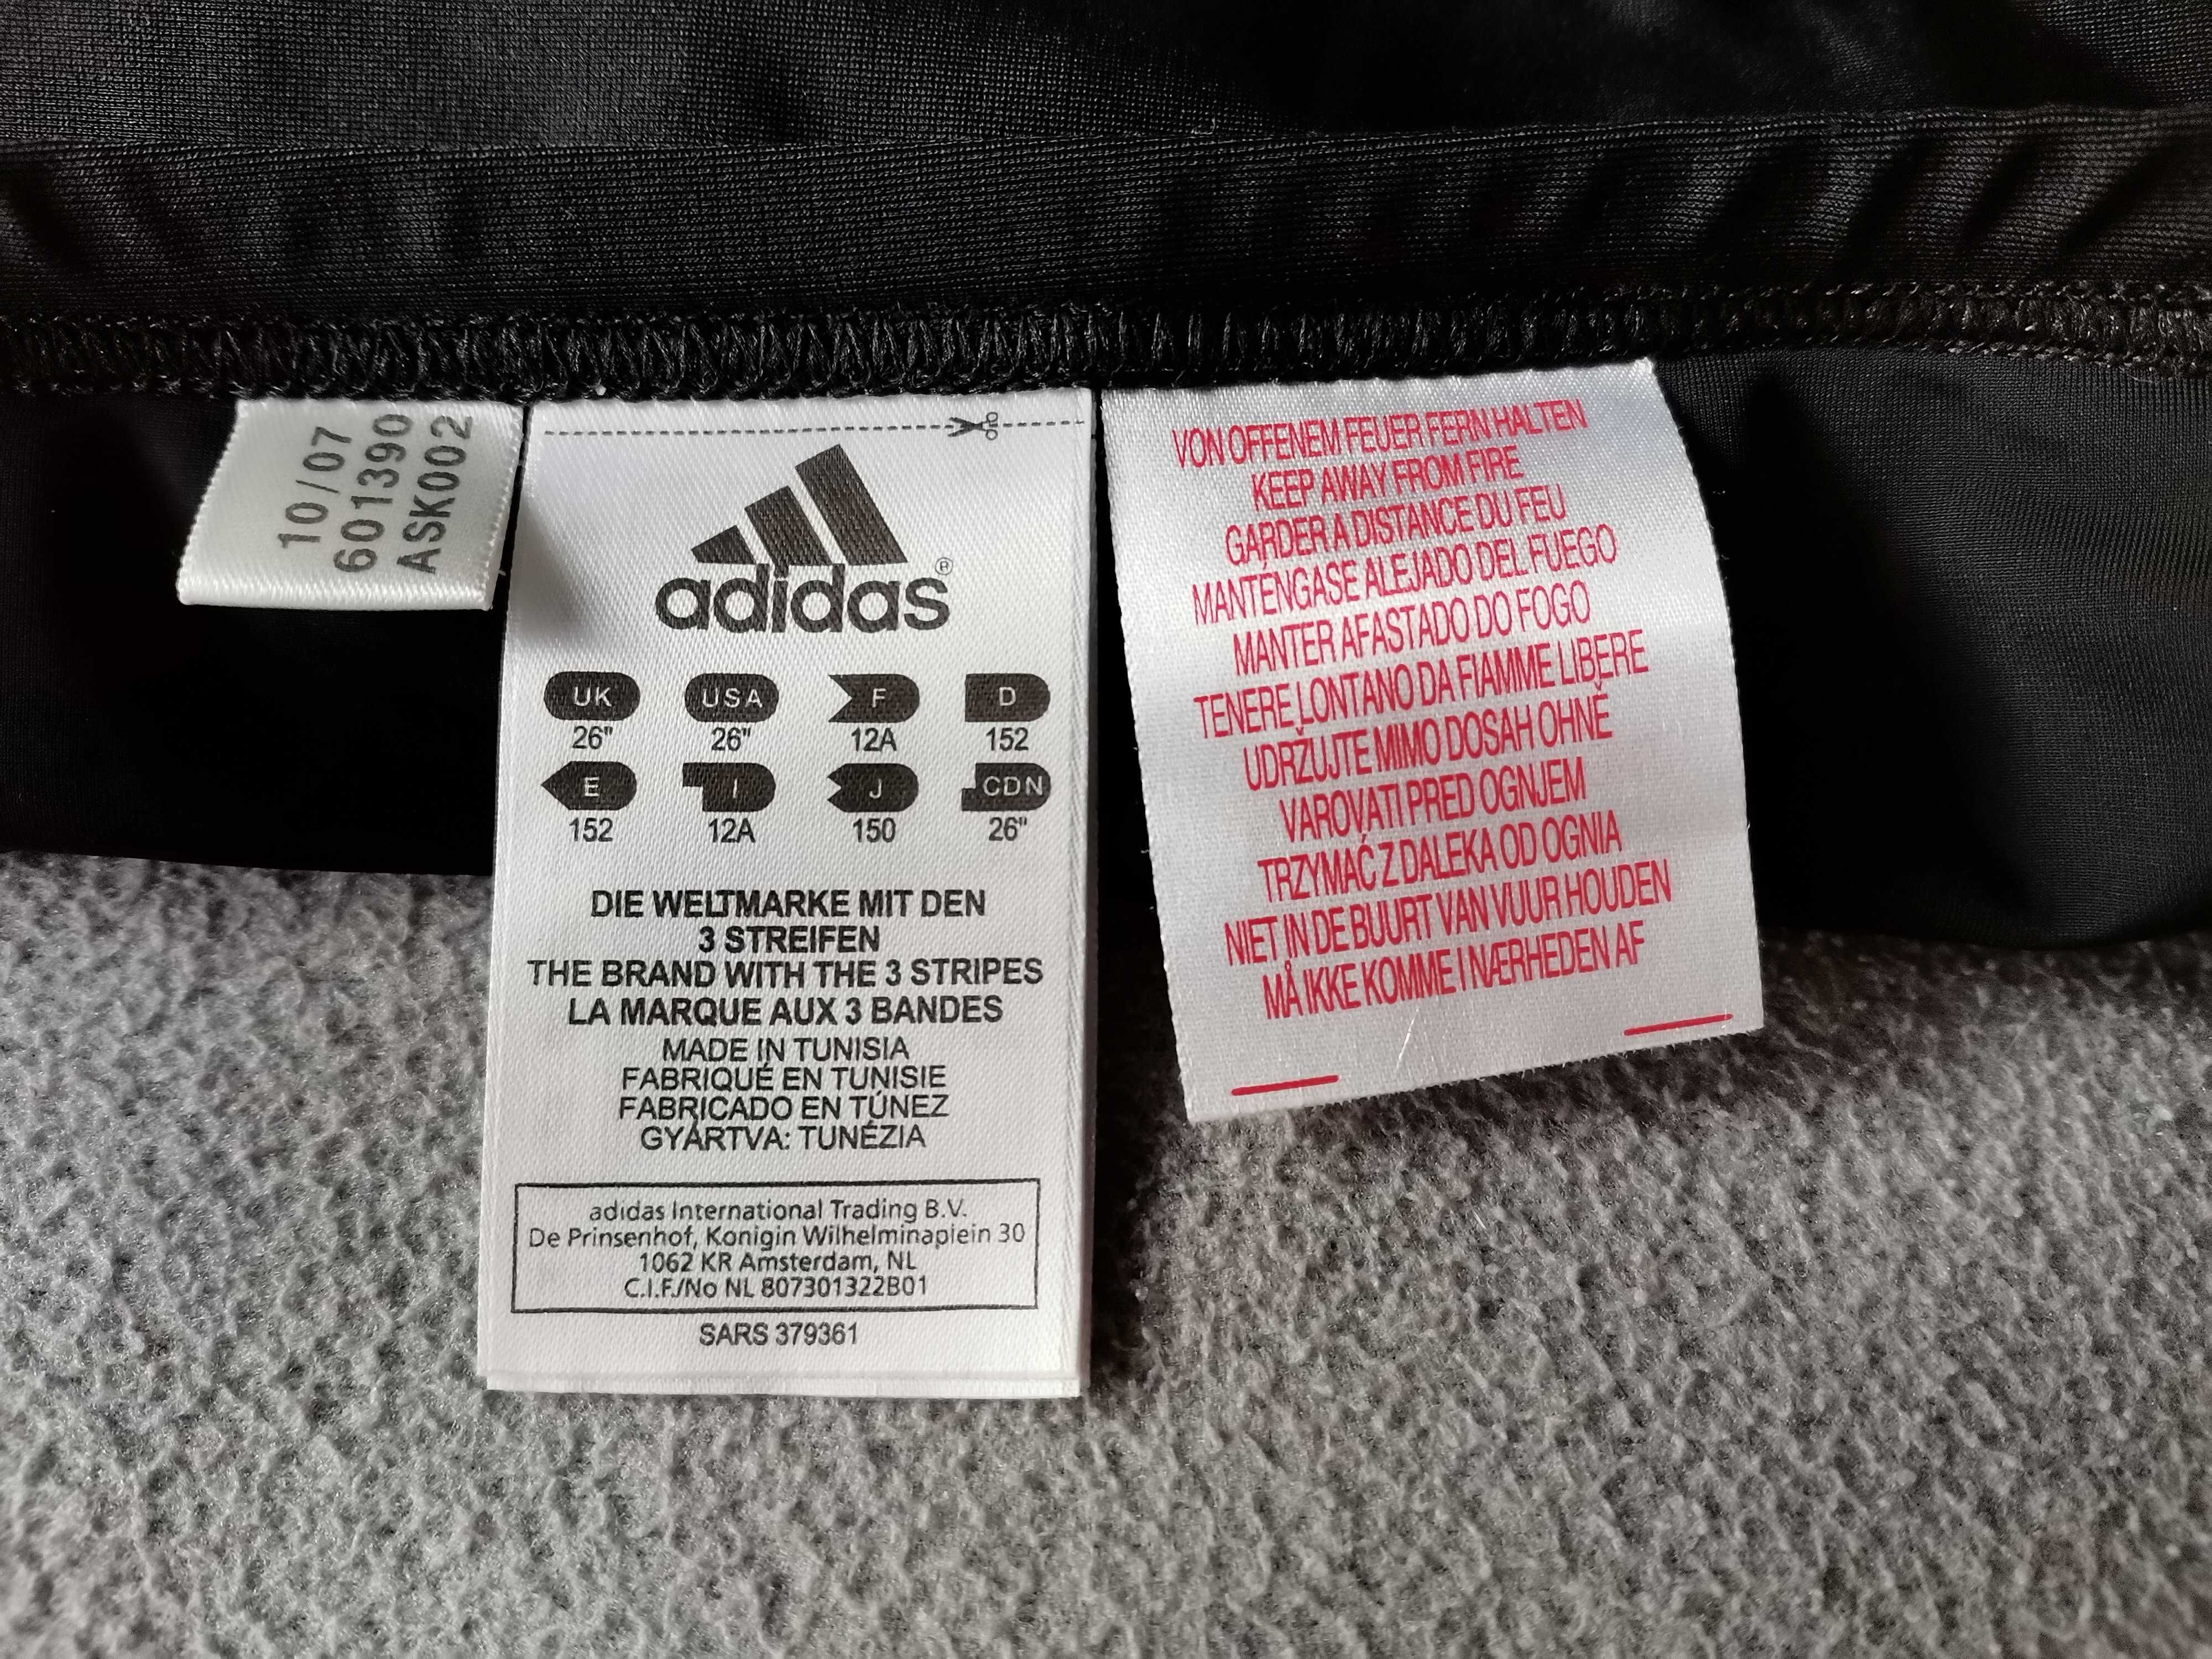 10/07
6013390
ASK002
adidas®
UK USA F D
26" 26" 12A 152
E I J CDN
152 12A 150 26"
DIE WELTMARKE MIT DEN
3 STREIFEN
THE BRAND WITH THE 3 STRIPES
LA MARQUE AUX 3 BANDES
MADE IN TUNISIA
FABRIQUÉ EN TUNISIE
FABRICADO EN TÚNEZ
GYÁRTVA: TUNÉZIA
adidas International Trading B.V.
De Prinsenhof, Konigin Wilhelminaplein 30
1062 KR Amsterdam, NL
C.I.F./No NL 807301322B01
SARS 379361
VON OFFENEM FEUER FERN HALTEN
KEEP AWAY FROM FIRE
GARDER A DISTANCE DU FEU
MANTÉNGASE ALEJADO DEL FUEGO
MANTER AFASTADO DO FOGO
TENERE LONTANO DA FIAMME LIBERE
UDRŽUJTE MIMO DOSAH OHNĚ
VAROVATI PRED OGNJEM
TRZYMAĆ Z DALEKA OD OGNIA
NIET IN DE BUURT VAN VUUR HOUDEN
MÅ IKKE KOMME I NÆRHEDEN AF